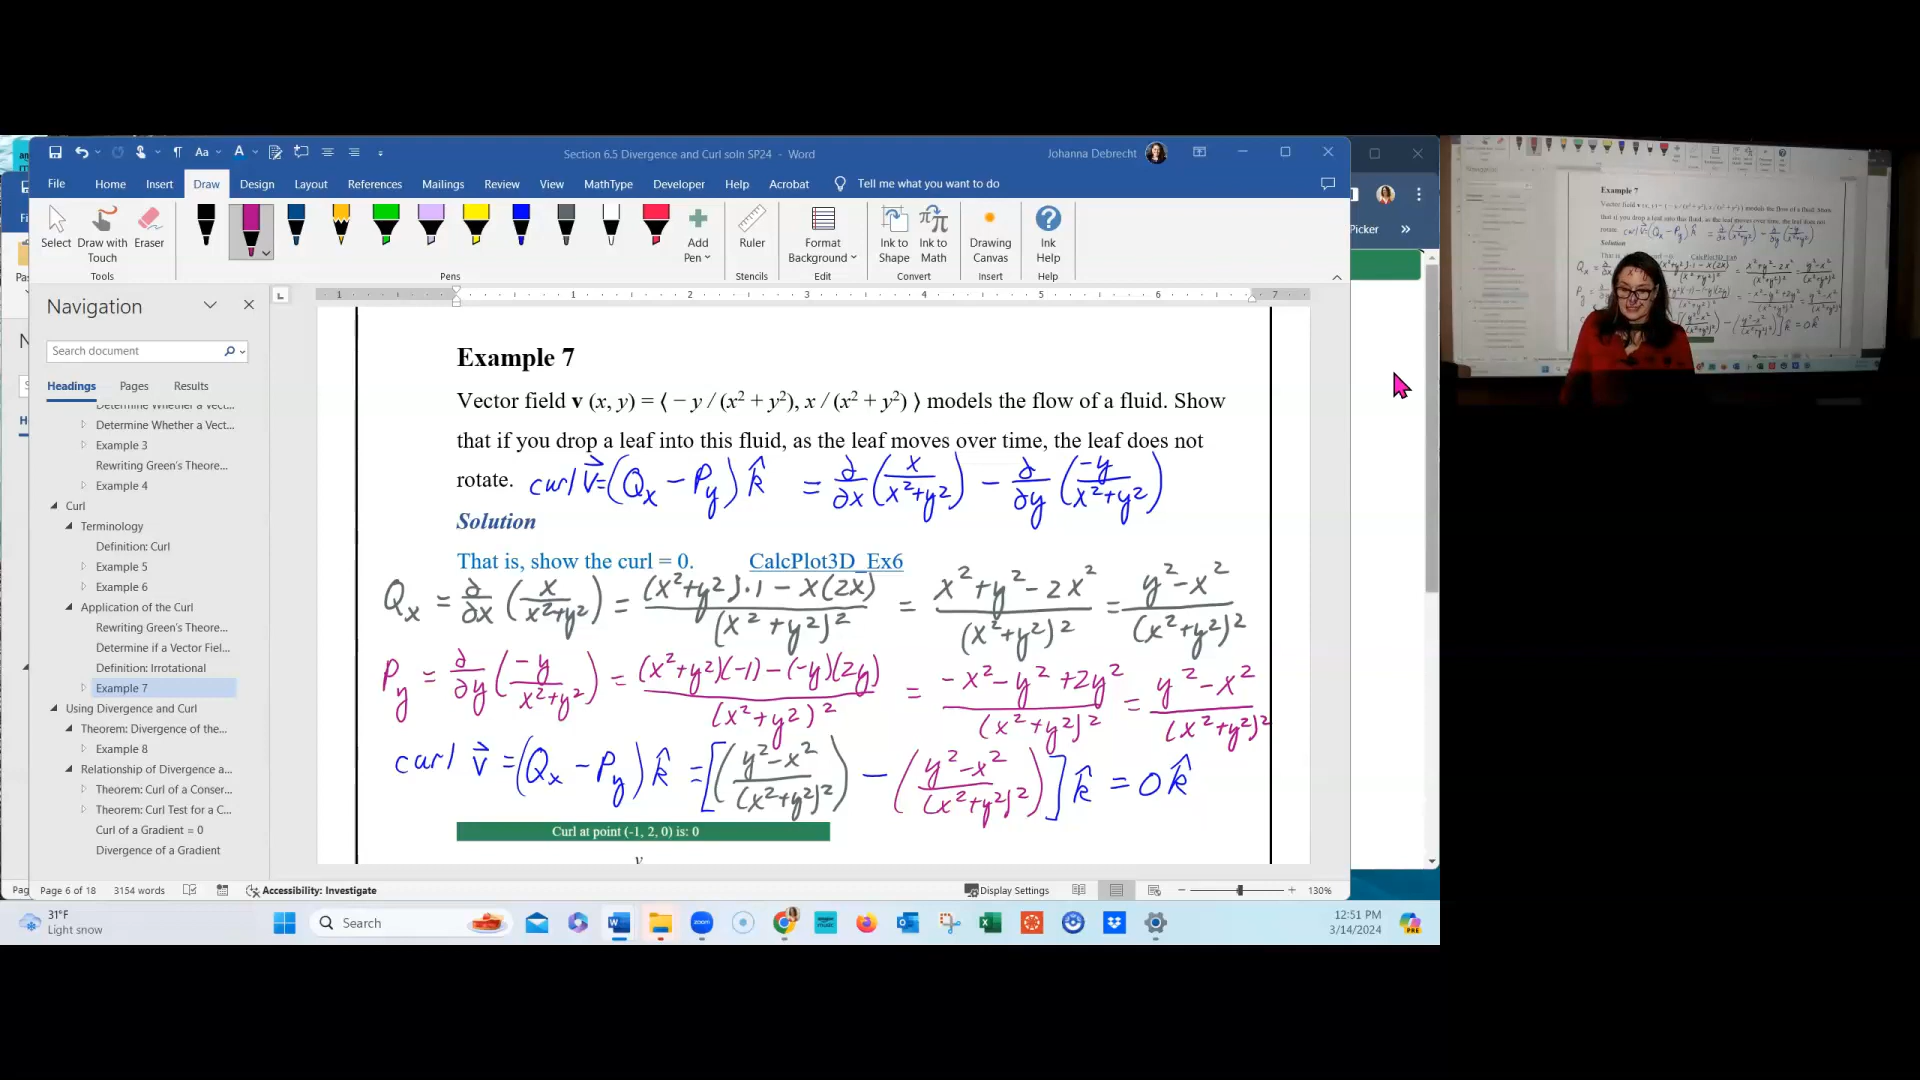 Section 6.5 Divergence and Curl soln SP24 - Word
Johanna Debrecht
File Home Insert Draw Design Layout References Mailings Review View MathType Developer Help Acrobat Tell me what you want to do
Picker
Select Draw with Touch Eraser
Add Pen
Ruler
Format Background
Ink to Shape
Ink to Math
Drawing Canvas
Ink Help
Tools Pens Stencils Edit Convert Insert Help
Navigation
Search document
Headings Pages Results
Determine Whether a Vect...
Determine Whether a Vect...
Example 3
Rewriting Green's Theore...
Example 4
Curl
Terminology
Definition: Curl
Example 5
Example 6
Application of the Curl
Rewriting Green's Theore...
Determine if a Vector Fiel...
Definition: Irrotational
Example 7
Using Divergence and Curl
Theorem: Divergence of the...
Example 8
Relationship of Divergence a...
Theorem: Curl of a Conser...
Theorem: Curl Test for a C...
Curl of a Gradient = 0
Divergence of a Gradient
Example 7
Vector field v (x, y) = ⟨ − y / (x² + y²), x / (x² + y²) ⟩ models the flow of a fluid. Show
that if you drop a leaf into this fluid, as the leaf moves over time, the leaf does not
rotate. curl v⃗ = (Qx − Py) k̂ = ∂/∂x (x/(x²+y²)) − ∂/∂y (−y/(x²+y²))
Solution
That is, show the curl = 0. CalcPlot3D_Ex6
Qx = ∂/∂x (x/(x²+y²)) = ((x²+y²)·1 − x(2x))/(x²+y²)² = (x²+y²−2x²)/(x²+y²)² = (y²−x²)/(x²+y²)²
Py = ∂/∂y (−y/(x²+y²)) = ((x²+y²)(−1) − (−y)(2y))/(x²+y²)² = (−x²−y²+2y²)/(x²+y²)² = (y²−x²)/(x²+y²)²
curl v⃗ = (Qx − Py) k̂ = [((y²−x²)/(x²+y²)²) − ((y²−x²)/(x²+y²)²)] k̂ = 0k̂
Curl at point (-1, 2, 0) is: 0
y
Page 6 of 18 3154 words Accessibility: Investigate Display Settings 130%
31°F
Light snow
Search
12:51 PM
3/14/2024
Example 7
Solution